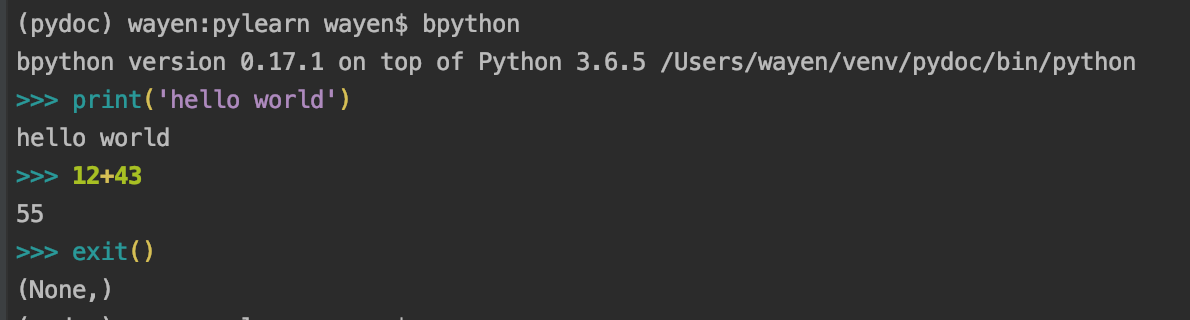 (pydoc) wayen:pylearn wayen$ bpython
bpython version 0.17.1 on top of Python 3.6.5 /Users/wayen/venv/pydoc/bin/python
>>> print('hello world')
hello world
>>> 12+43
55
>>> exit()
(None,)